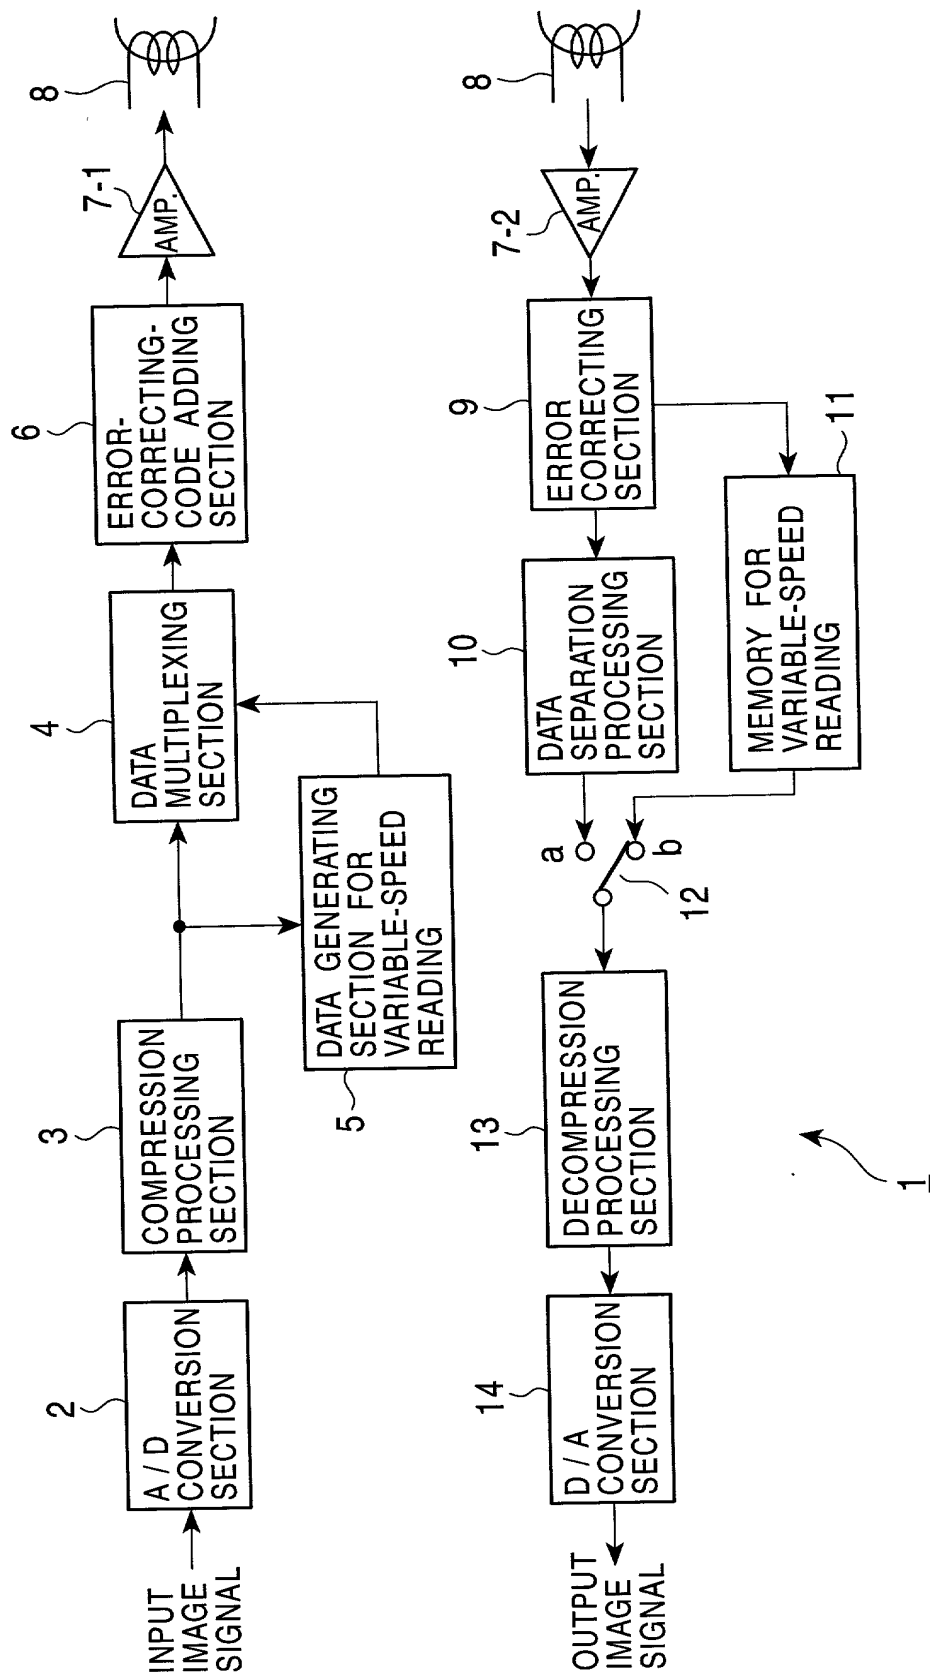 INPUT
IMAGE
SIGNAL
2
A / D
CONVERSION
SECTION
3
COMPRESSION
PROCESSING
SECTION
4
DATA
MULTIPLEXING
SECTION
5
DATA GENERATING
SECTION FOR
VARIABLE-SPEED
READING
6
ERROR-
CORRECTING-
CODE ADDING
SECTION
7-1
AMP.
8
OUTPUT
IMAGE
SIGNAL
14
D / A
CONVERSION
SECTION
13
DECOMPRESSION
PROCESSING
SECTION
12
a
b
10
DATA
SEPARATION
PROCESSING
SECTION
9
ERROR
CORRECTING
SECTION
11
MEMORY FOR
VARIABLE-SPEED
READING
7-2
AMP.
8
1